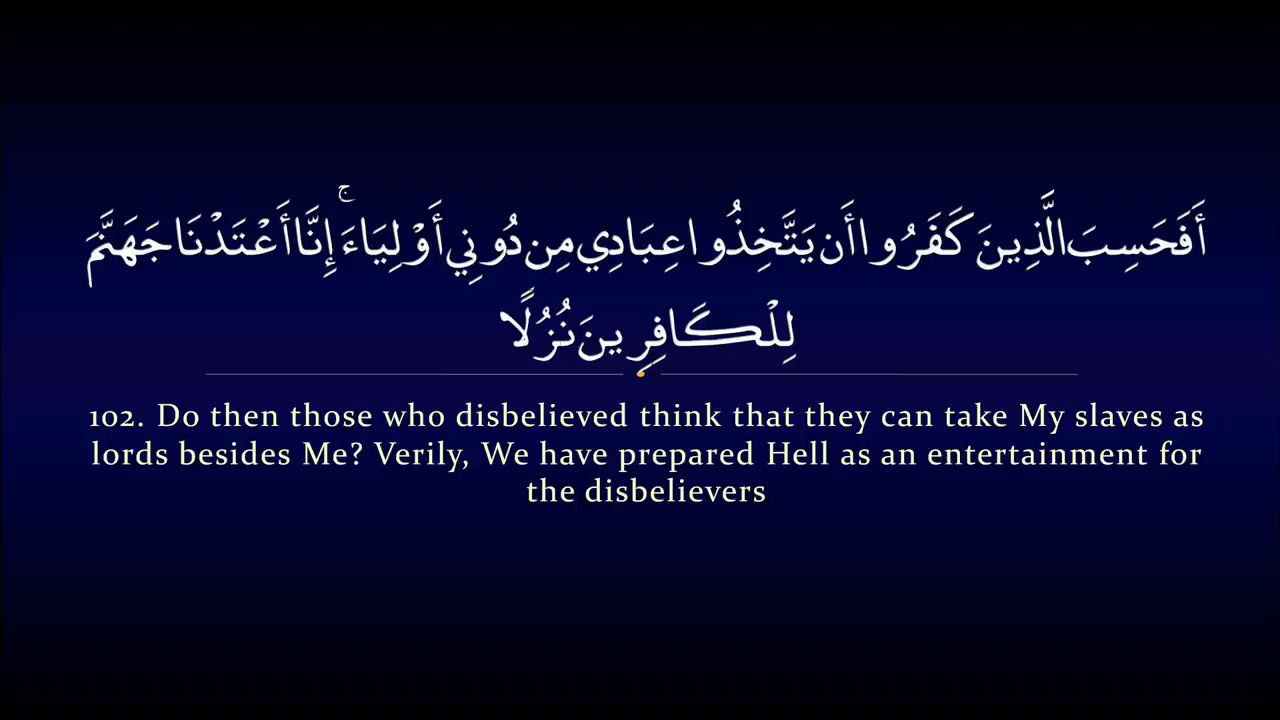 أَفَحَسِبَ الَّذِينَ كَفَرُوا أَن يَتَّخِذُوا عِبَادِي مِن دُونِي أَوْلِيَاءَ ۚ إِنَّا أَعْتَدْنَا جَهَنَّمَ
لِلْكَافِرِينَ نُزُلًا
102. Do then those who disbelieved think that they can take My slaves as
lords besides Me? Verily, We have prepared Hell as an entertainment for
the disbelievers